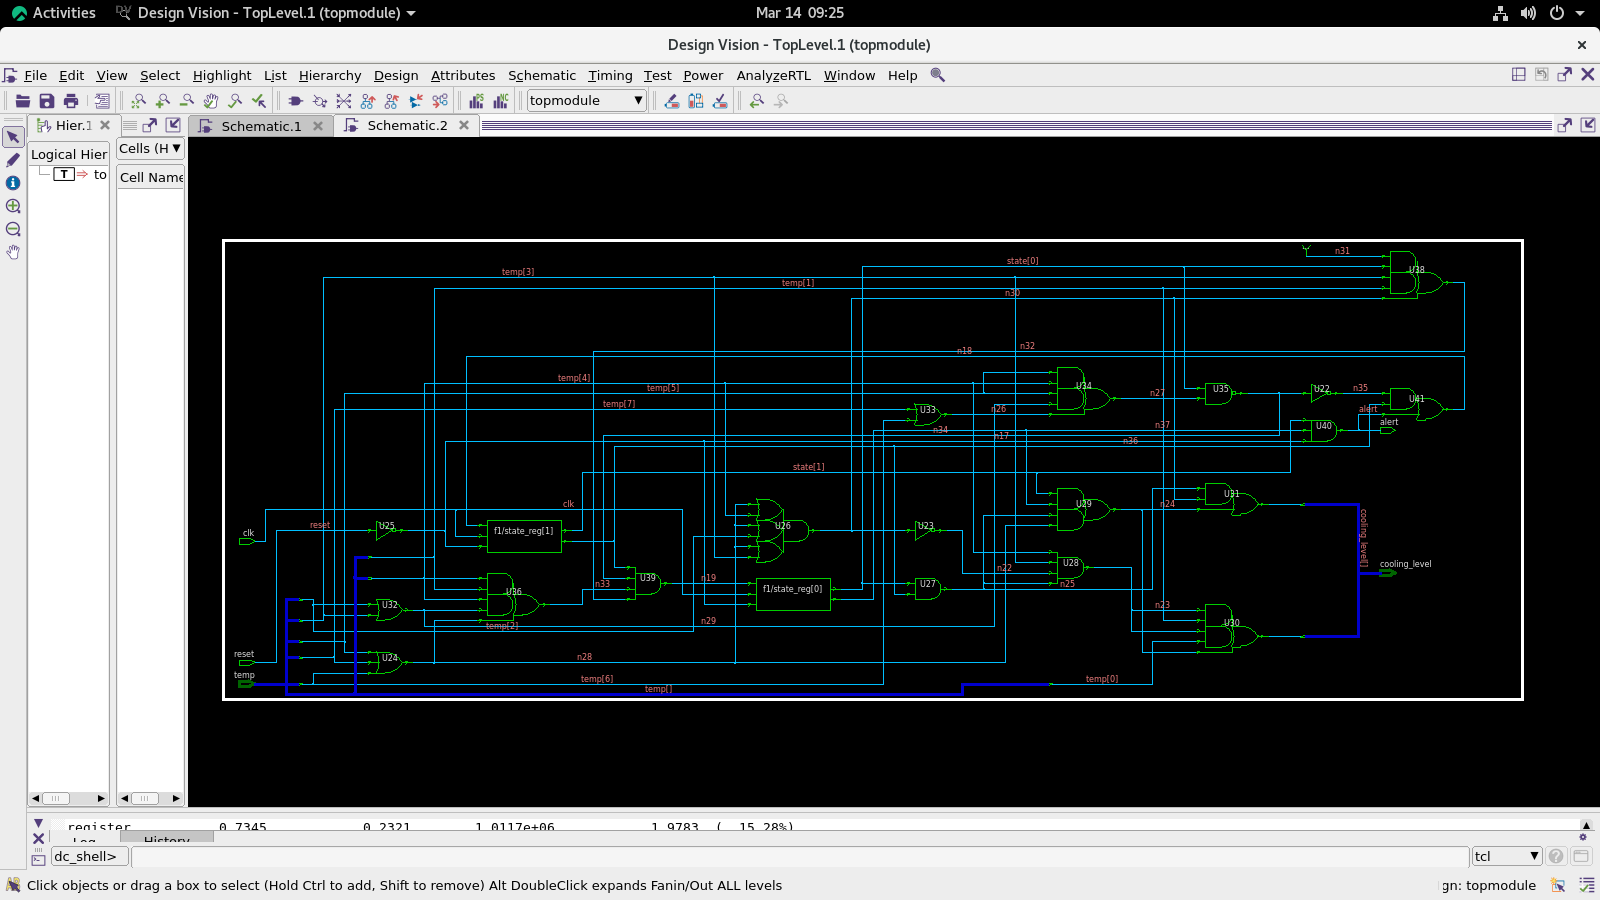 Activities Design Vision - TopLevel.1 (topmodule) Mar 14 09:25
Design Vision - TopLevel.1 (topmodule)
File Edit View Select Highlight List Hierarchy Design Attributes Schematic Timing Test Power AnalyzeRTL Window Help
topmodule
Hier.1 Schematic.1 Schematic.2
Logical Hier Cells (H
T to Cell Name
n31
state[0]
U38
temp[3]
temp[1]
n30
n32
n18
temp[4]
temp[5]
U34 n27 U35 U22 n35
temp[7] U33 n26 U41
alert
n34 n17 n37 U40 alert
n36
state[1]
clk
U29 n24 U31
clk reset U25 f1/state_reg[1] U26 U23
cooling_level[]
U28 cooling_level
n22
U36 n33 U39 n19 f1/state_reg[0] U27 n25
U32 n23
temp[2] n29 U30
reset U24 n28
temp temp[6] temp[0]
temp[]
register 0.7345 0.2321 1.0117e+06 1.9783 ( 15.28%)
Log History
dc_shell> tcl
Click objects or drag a box to select (Hold Ctrl to add, Shift to remove) Alt DoubleClick expands Fanin/Out ALL levels gn: topmodule